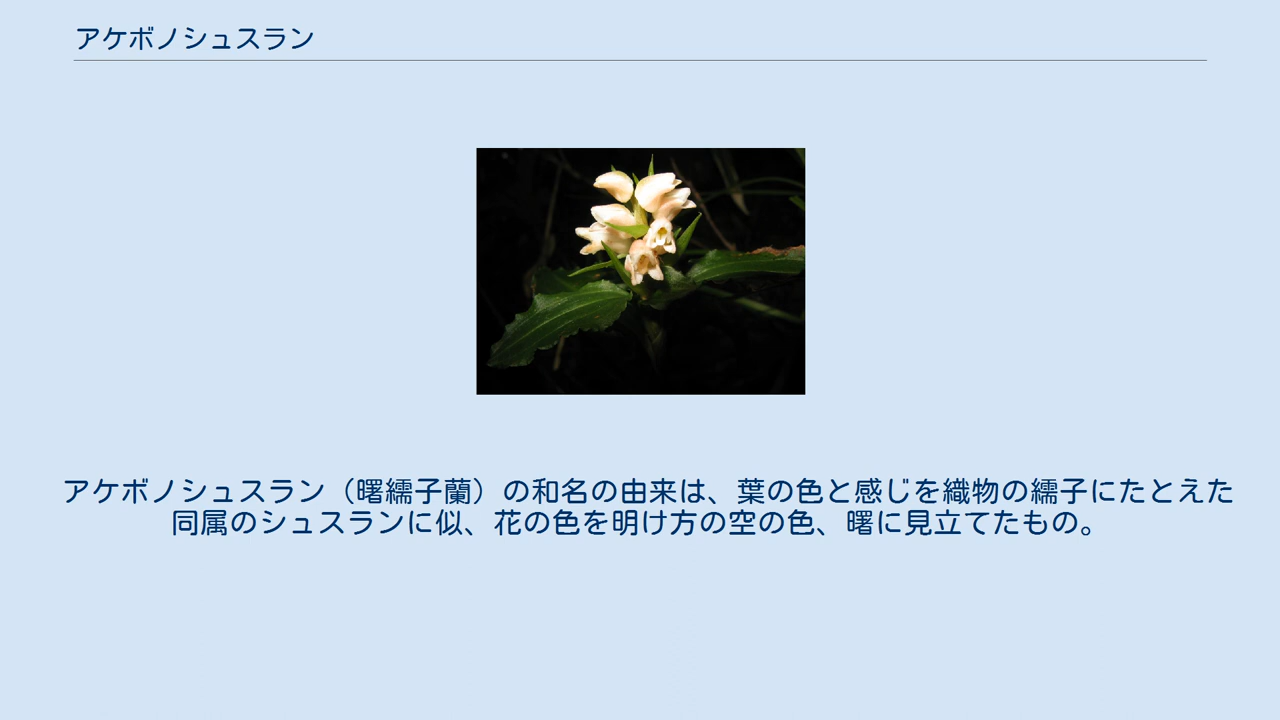 アケボノシュスラン
アケボノシュスラン（曙繻子蘭）の和名の由来は、葉の色と感じを織物の繻子にたとえた
同属のシュスランに似、花の色を明け方の空の色、曙に見立てたもの。